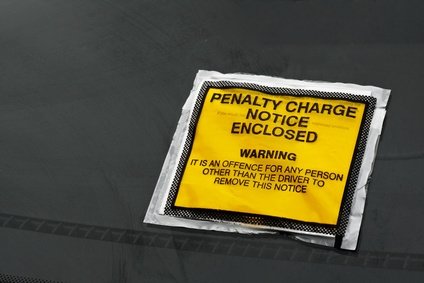 PENALTY CHARGE
NOTICE
ENCLOSED
WARNING
IT IS AN OFFENCE FOR ANY PERSON
OTHER THAN THE DRIVER TO
REMOVE THIS NOTICE